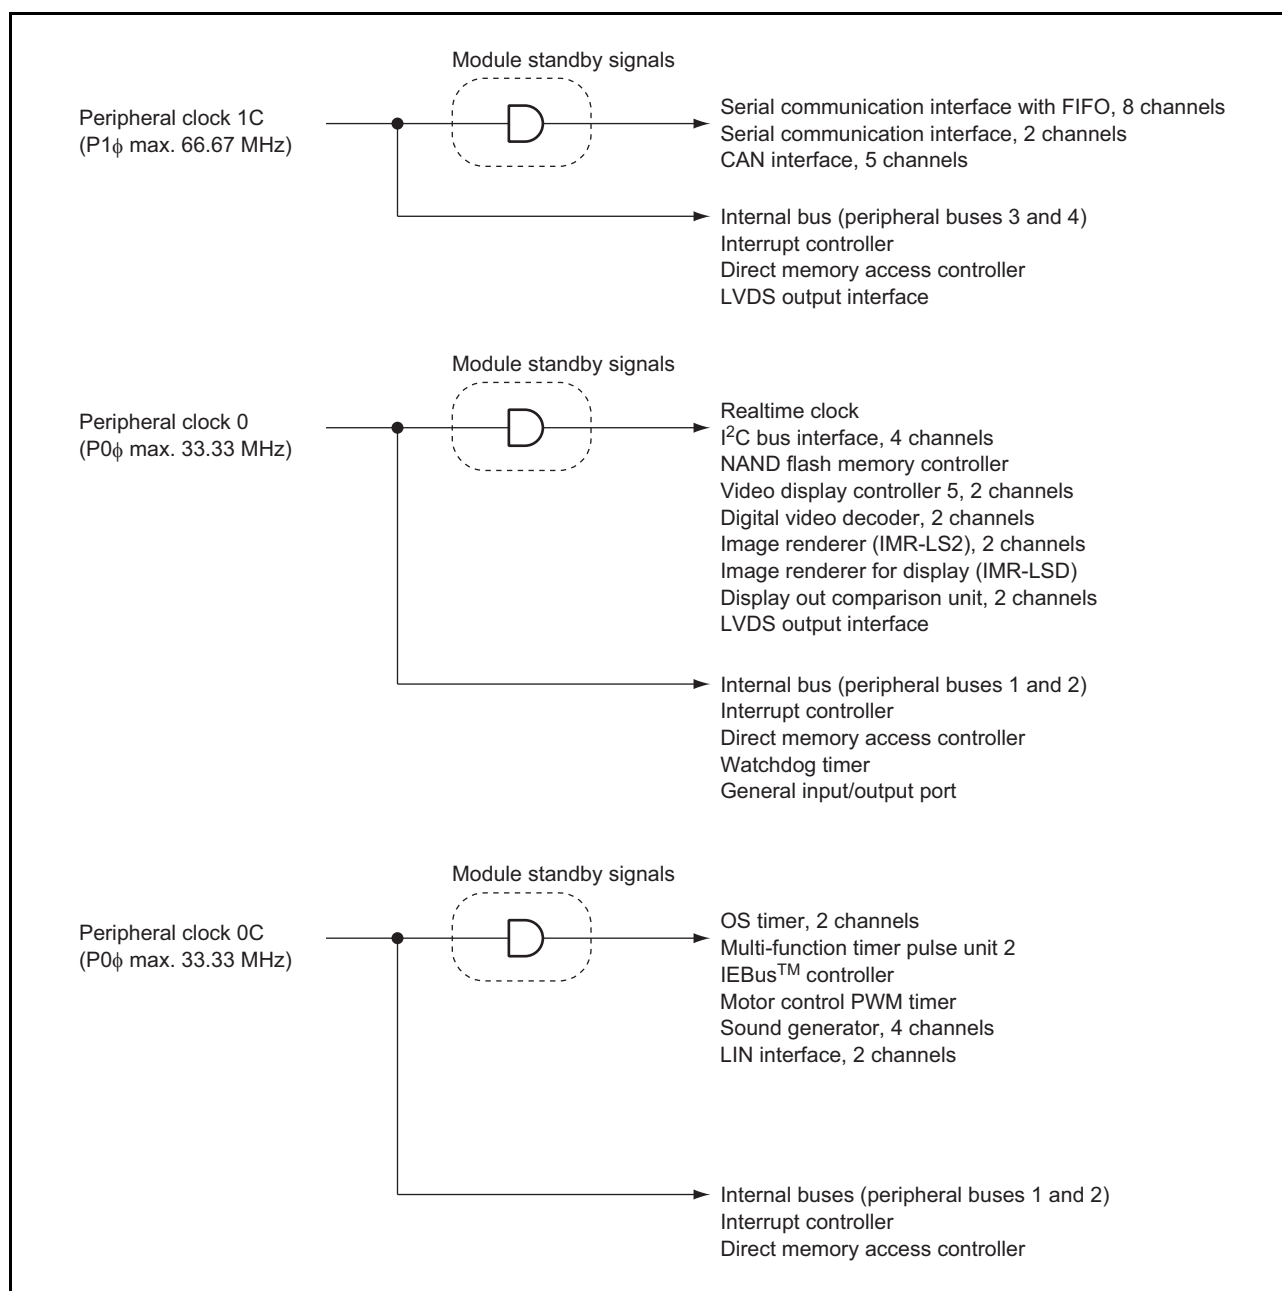 Module standby signals
Peripheral clock 1C
(P1ϕ max. 66.67 MHz)
Serial communication interface with FIFO, 8 channels
Serial communication interface, 2 channels
CAN interface, 5 channels
Internal bus (peripheral buses 3 and 4)
Interrupt controller
Direct memory access controller
LVDS output interface
Module standby signals
Peripheral clock 0
(P0ϕ max. 33.33 MHz)
Realtime clock
I²C bus interface, 4 channels
NAND flash memory controller
Video display controller 5, 2 channels
Digital video decoder, 2 channels
Image renderer (IMR-LS2), 2 channels
Image renderer for display (IMR-LSD)
Display out comparison unit, 2 channels
LVDS output interface
Internal bus (peripheral buses 1 and 2)
Interrupt controller
Direct memory access controller
Watchdog timer
General input/output port
Module standby signals
Peripheral clock 0C
(P0ϕ max. 33.33 MHz)
OS timer, 2 channels
Multi-function timer pulse unit 2
IEBus™ controller
Motor control PWM timer
Sound generator, 4 channels
LIN interface, 2 channels
Internal buses (peripheral buses 1 and 2)
Interrupt controller
Direct memory access controller